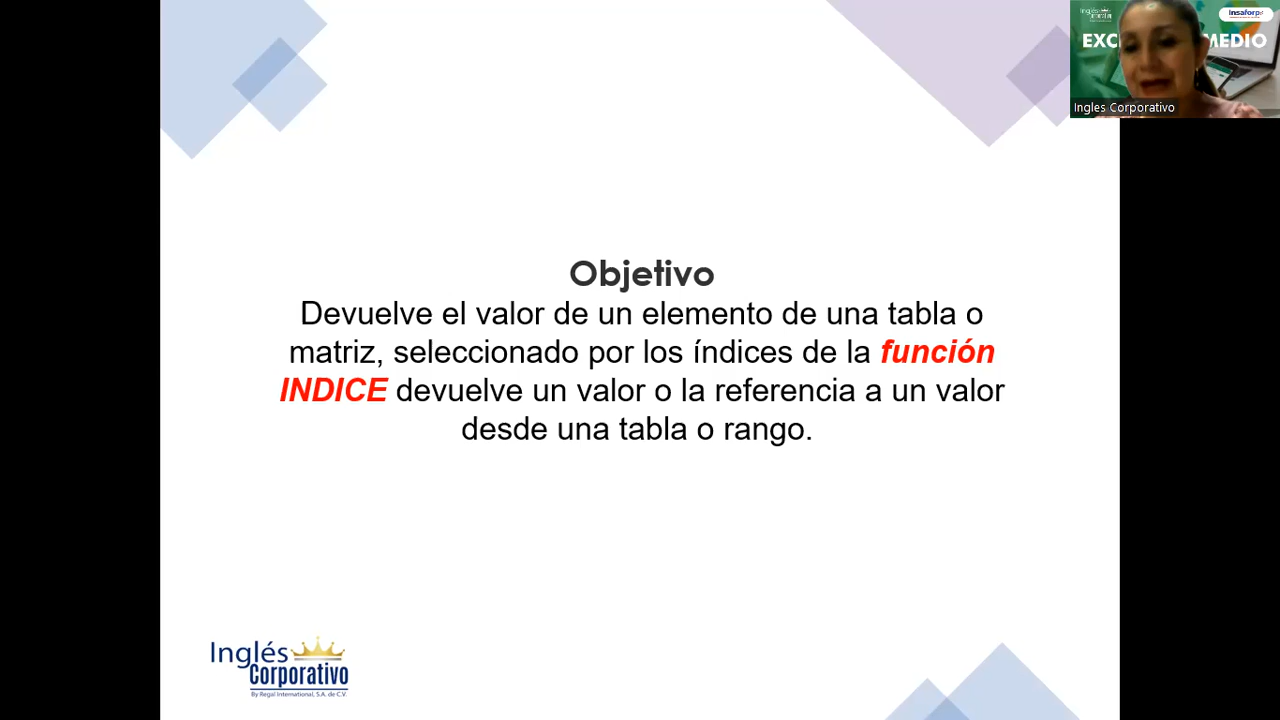 Objetivo
Devuelve el valor de un elemento de una tabla o
matriz, seleccionado por los índices de la función
INDICE devuelve un valor o la referencia a un valor
desde una tabla o rango.
Inglés
Corporativo
By Regal International, S.A. de C.V.
insaforp
EXC
MEDIO
Ingles Corporativo